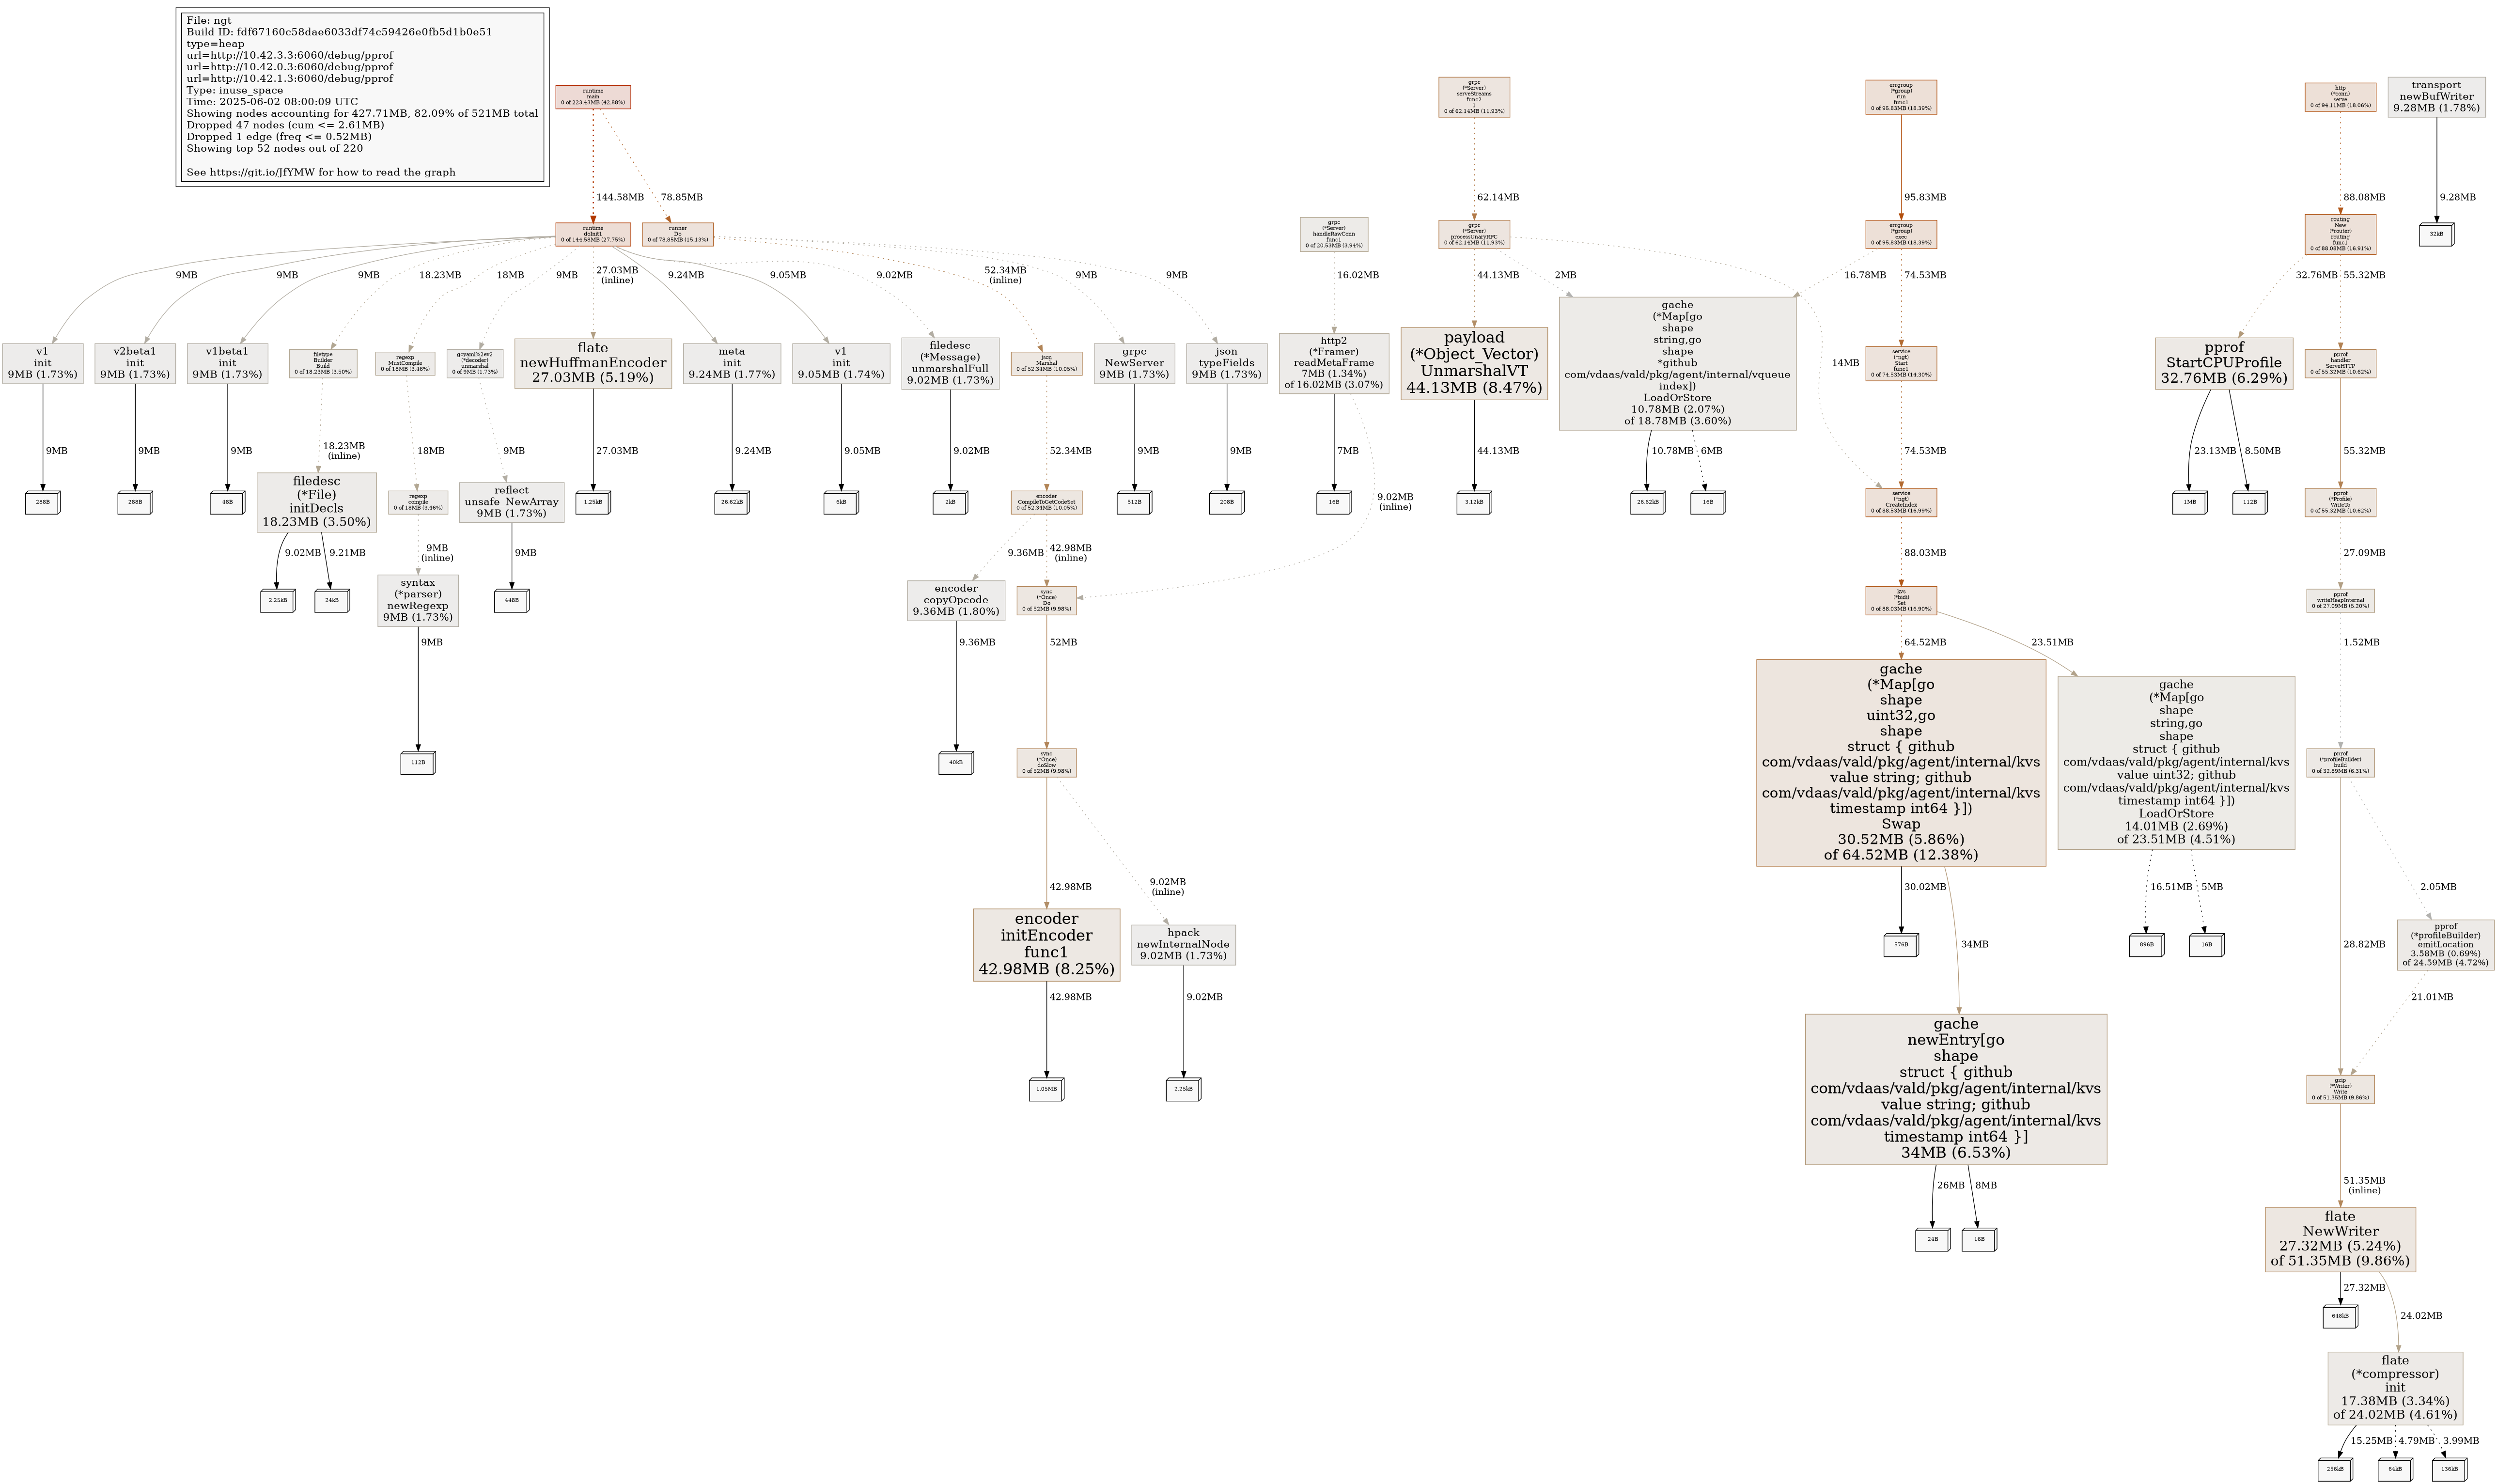 File: ngt
Build ID: fdf67160c58dae6033df74c59426e0fb5d1b0e51
type=heap
url=http://10.42.3.3:6060/debug/pprof
url=http://10.42.0.3:6060/debug/pprof
url=http://10.42.1.3:6060/debug/pprof
Type: inuse_space
Time: 2025-06-02 08:00:09 UTC
Showing nodes accounting for 427.71MB, 82.09% of 521MB total
Dropped 47 nodes (cum <= 2.61MB)
Dropped 1 edge (freq <= 0.52MB)
Showing top 52 nodes out of 220
See https://git.io/JfYMW for how to read the graph
runtime
main
0 of 223.43MB (42.88%)
grpc
(*Server)
serveStreams
func2
1
0 of 62.14MB (11.93%)
errgroup
(*group)
run
func1
0 of 95.83MB (18.39%)
http
(*conn)
serve
0 of 94.11MB (18.06%)
transport
newBufWriter
9.28MB (1.78%)
144.58MB
78.85MB
62.14MB
95.83MB
88.08MB
9.28MB
runtime
doInit1
0 of 144.58MB (27.75%)
runner
Do
0 of 78.85MB (15.13%)
grpc
(*Server)
handleRawConn
func1
0 of 20.53MB (3.94%)
grpc
(*Server)
processUnaryRPC
0 of 62.14MB (11.93%)
errgroup
(*group)
exec
0 of 95.83MB (18.39%)
routing
New
(*router)
routing
func1
0 of 88.08MB (16.91%)
32kB
9MB
9MB
9MB
18.23MB
18MB
9MB
27.03MB
(inline)
9.24MB
9.05MB
9.02MB
52.34MB
(inline)
9MB
9MB
16.02MB
44.13MB
2MB
14MB
16.78MB
74.53MB
32.76MB
55.32MB
v1
init
9MB (1.73%)
v2beta1
init
9MB (1.73%)
v1beta1
init
9MB (1.73%)
filetype
Builder
Build
0 of 18.23MB (3.50%)
regexp
MustCompile
0 of 18MB (3.46%)
goyaml%2ev2
(*decoder)
unmarshal
0 of 9MB (1.73%)
flate
newHuffmanEncoder
27.03MB (5.19%)
meta
init
9.24MB (1.77%)
v1
init
9.05MB (1.74%)
filedesc
(*Message)
unmarshalFull
9.02MB (1.73%)
json
Marshal
0 of 52.34MB (10.05%)
grpc
NewServer
9MB (1.73%)
json
typeFields
9MB (1.73%)
http2
(*Framer)
readMetaFrame
7MB (1.34%)
of 16.02MB (3.07%)
payload
(*Object_Vector)
UnmarshalVT
44.13MB (8.47%)
gache
(*Map[go
shape
string,go
shape
*github
com/vdaas/vald/pkg/agent/internal/vqueue
index])
LoadOrStore
10.78MB (2.07%)
of 18.78MB (3.60%)
service
(*ngt)
Start
func1
0 of 74.53MB (14.30%)
pprof
StartCPUProfile
32.76MB (6.29%)
pprof
handler
ServeHTTP
0 of 55.32MB (10.62%)
9MB
9MB
9MB
18.23MB
(inline)
18MB
9MB
27.03MB
9.24MB
9.05MB
9.02MB
52.34MB
9MB
9MB
7MB
9.02MB
(inline)
44.13MB
10.78MB
6MB
74.53MB
23.13MB
8.50MB
55.32MB
288B
288B
48B
filedesc
(*File)
initDecls
18.23MB (3.50%)
regexp
compile
0 of 18MB (3.46%)
reflect
unsafe_NewArray
9MB (1.73%)
1.25kB
26.62kB
6kB
2kB
encoder
CompileToGetCodeSet
0 of 52.34MB (10.05%)
512B
208B
16B
3.12kB
26.62kB
16B
service
(*ngt)
CreateIndex
0 of 88.53MB (16.99%)
1MB
112B
pprof
(*Profile)
WriteTo
0 of 55.32MB (10.62%)
9.02MB
9.21MB
9MB
(inline)
9MB
9.36MB
42.98MB
(inline)
88.03MB
27.09MB
2.25kB
24kB
syntax
(*parser)
newRegexp
9MB (1.73%)
448B
encoder
copyOpcode
9.36MB (1.80%)
sync
(*Once)
Do
0 of 52MB (9.98%)
kvs
(*bidi)
Set
0 of 88.03MB (16.90%)
pprof
writeHeapInternal
0 of 27.09MB (5.20%)
9MB
9.36MB
52MB
64.52MB
23.51MB
1.52MB
112B
40kB
sync
(*Once)
doSlow
0 of 52MB (9.98%)
gache
(*Map[go
shape
uint32,go
shape
struct { github
com/vdaas/vald/pkg/agent/internal/kvs
value string; github
com/vdaas/vald/pkg/agent/internal/kvs
timestamp int64 }])
Swap
30.52MB (5.86%)
of 64.52MB (12.38%)
gache
(*Map[go
shape
string,go
shape
struct { github
com/vdaas/vald/pkg/agent/internal/kvs
value uint32; github
com/vdaas/vald/pkg/agent/internal/kvs
timestamp int64 }])
LoadOrStore
14.01MB (2.69%)
of 23.51MB (4.51%)
pprof
(*profileBuilder)
build
0 of 32.89MB (6.31%)
42.98MB
9.02MB
(inline)
30.02MB
34MB
16.51MB
5MB
28.82MB
2.05MB
encoder
initEncoder
func1
42.98MB (8.25%)
hpack
newInternalNode
9.02MB (1.73%)
576B
896B
16B
pprof
(*profileBuilder)
emitLocation
3.58MB (0.69%)
of 24.59MB (4.72%)
42.98MB
9.02MB
21.01MB
1.05MB
2.25kB
gache
newEntry[go
shape
struct { github
com/vdaas/vald/pkg/agent/internal/kvs
value string; github
com/vdaas/vald/pkg/agent/internal/kvs
timestamp int64 }]
34MB (6.53%)
gzip
(*Writer)
Write
0 of 51.35MB (9.86%)
26MB
8MB
51.35MB
(inline)
24B
16B
flate
NewWriter
27.32MB (5.24%)
of 51.35MB (9.86%)
27.32MB
24.02MB
648kB
flate
(*compressor)
init
17.38MB (3.34%)
of 24.02MB (4.61%)
15.25MB
4.79MB
3.99MB
256kB
64kB
136kB